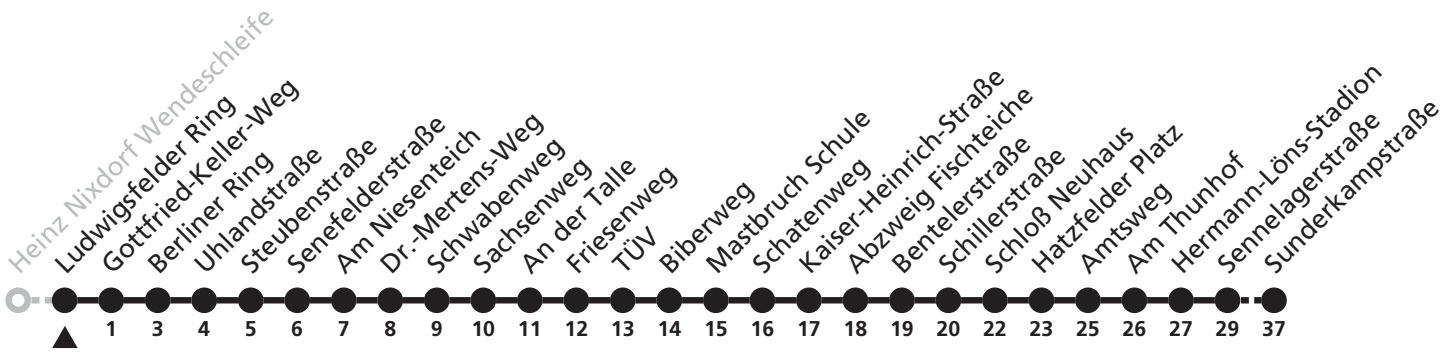 Heinz Nixdorf Wendeschleife
Ludwigsfelder Ring
Gottfried-Keller-Weg
Berliner Ring
Uhlandstraße
Steubenstraße
Senefelderstraße
Am Niesenteich
Dr.-Mertens-Weg
Schwabenweg
Sachsenweg
An der Talle
Friesenweg
TÜV
Biberweg
Mastbruch Schule
Schatenweg
Kaiser-Heinrich-Straße
Abzweig Fischteiche
Bentelerstraße
Schillerstraße
Schloß Neuhaus
Hatzfelder Platz
Amtsweg
Am Thunhof
Hermann-Löns-Stadion
Sennelagerstraße
Sunderkampstraße
1 3 4 5 6 7 8 9 10 11 12 13 14 15 16 17 18 19 20 22 23 25 26 27 29 37